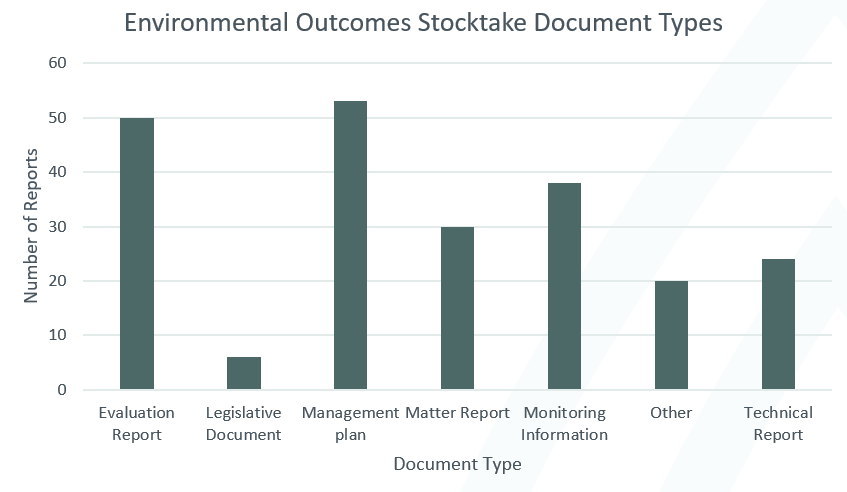 Environmental Outcomes Stocktake Document Types
60
50
40
30
20
10
0
Number of Reports
Evaluation Report
Legislative Document
Management plan
Matter Report
Monitoring Information
Other
Technical Report
Document Type